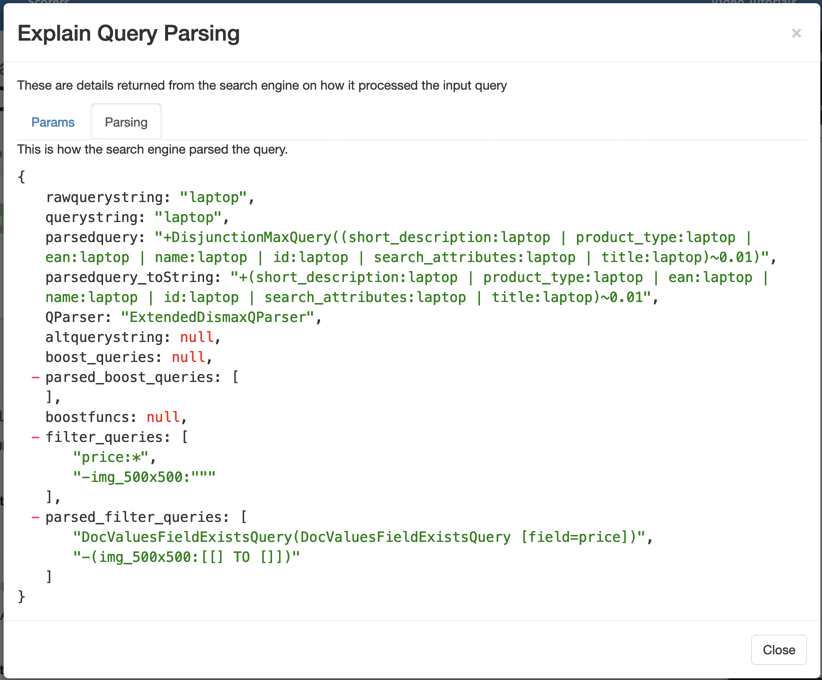 Explain Query Parsing
×
These are details returned from the search engine on how it processed the input query
Params Parsing
This is how the search engine parsed the query.
{
rawquerystring: "laptop",
querystring: "laptop",
parsedquery: "+DisjunctionMaxQuery((short_description:laptop | product_type:laptop |
ean:laptop | name:laptop | id:laptop | search_attributes:laptop | title:laptop)~0.01)",
parsedquery_toString: "+(short_description:laptop | product_type:laptop | ean:laptop |
name:laptop | id:laptop | search_attributes:laptop | title:laptop)~0.01",
QParser: "ExtendedDismaxQParser",
altquerystring: null,
boost_queries: null,
– parsed_boost_queries: [
],
boostfuncs: null,
– filter_queries: [
"price:*",
"-img_500x500:"""
],
– parsed_filter_queries: [
"DocValuesFieldExistsQuery(DocValuesFieldExistsQuery [field=price])",
"-(img_500x500:[[] TO []])"
]
}
Close